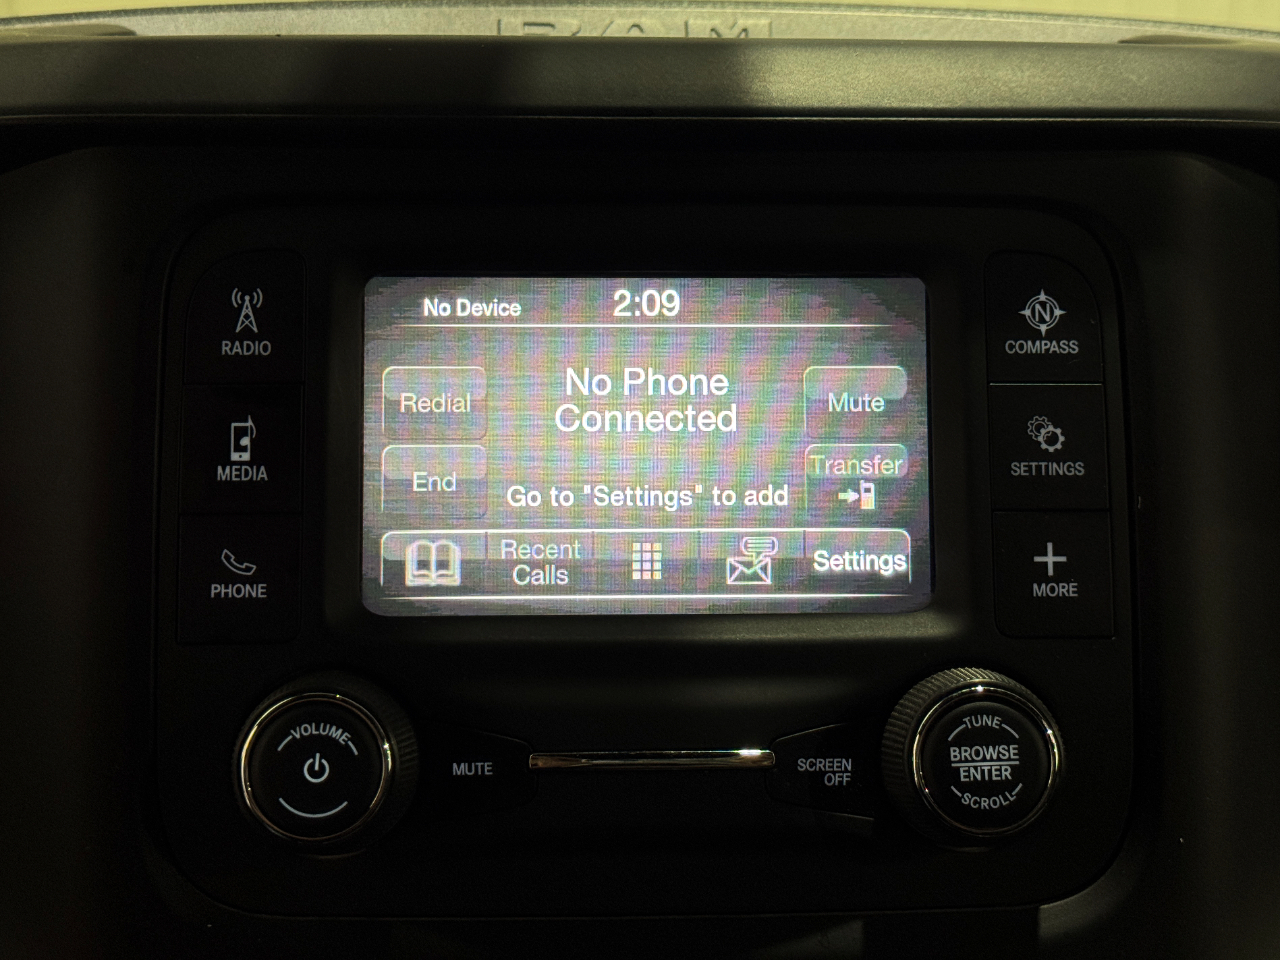 RAM
No Device 2:09
RADIO
COMPASS
No Phone
Connected
Redial
Mute
MEDIA
SETTINGS
End
Transfer
Go to "Settings" to add
Recent
Calls
Settings
PHONE
MORE
VOLUME
MUTE
SCREEN
OFF
TUNE
BROWSE
ENTER
SCROLL
N